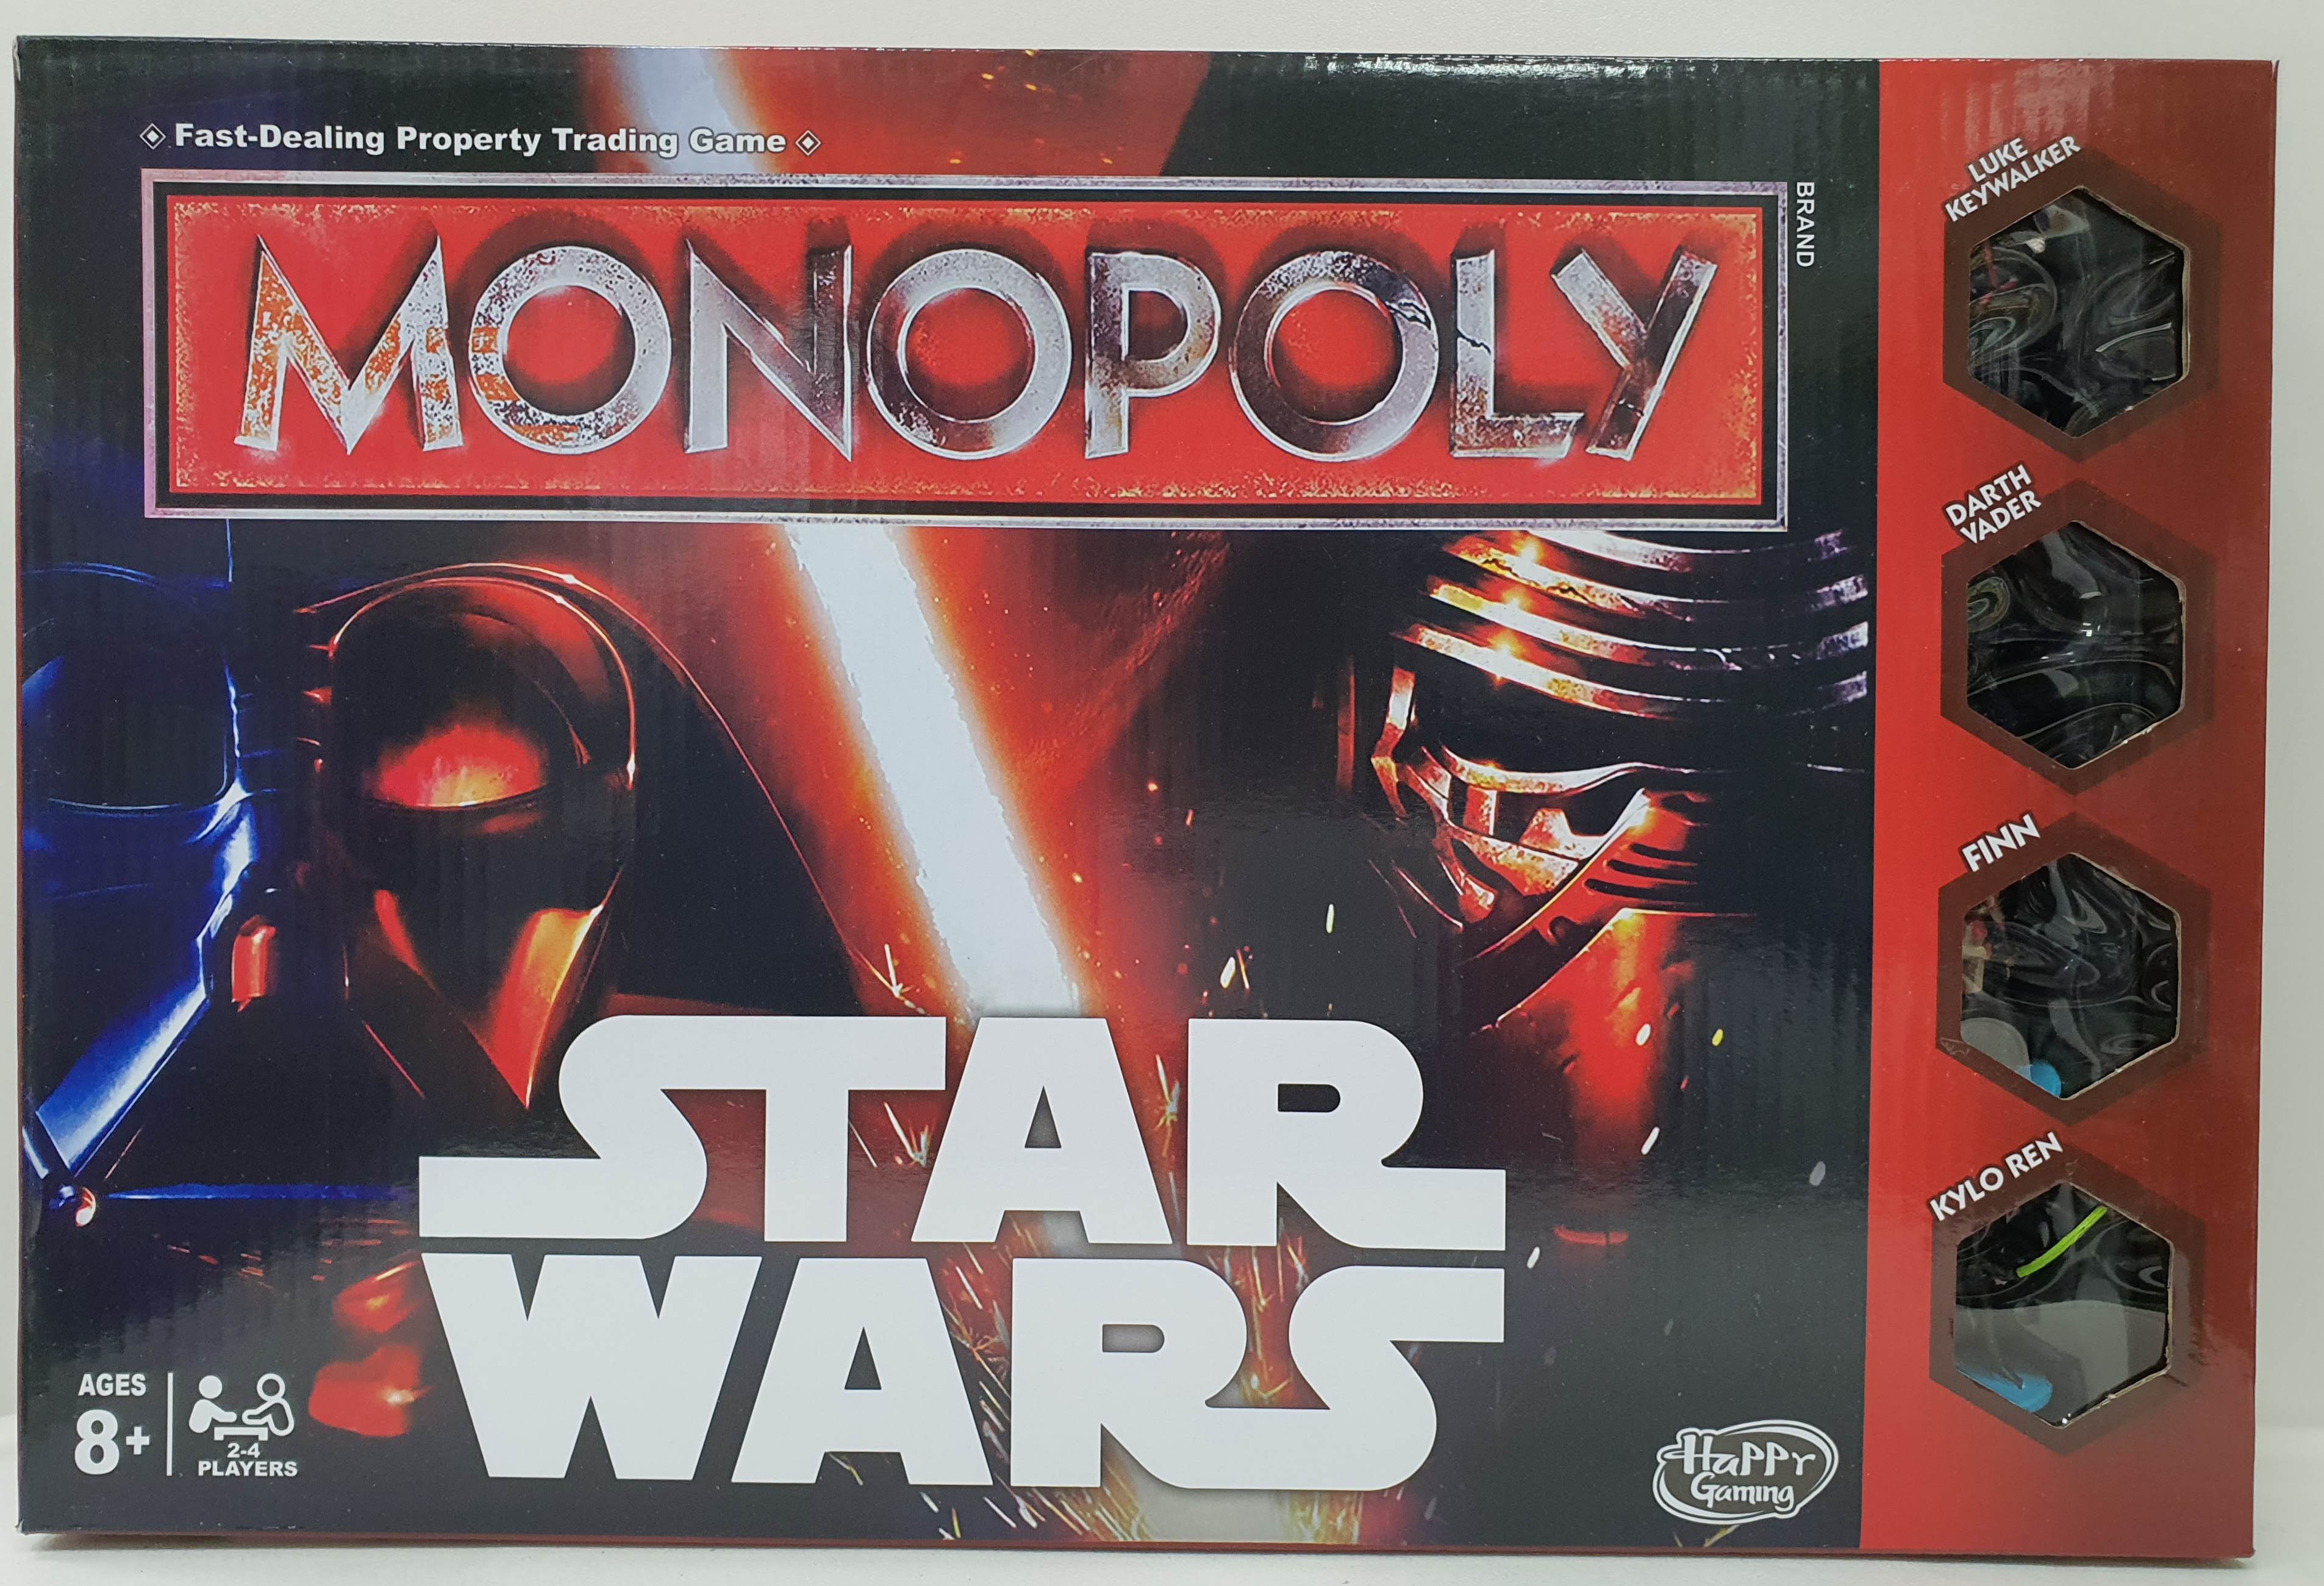 Fast-Dealing Property Trading Game
MONOPOLY
BRAND
STAR
WARS
AGES
8+
2-4
PLAYERS
HaPPY
Gaming
LUKE
KEYWALKER
DARTH
VADER
FINN
KYLO REN